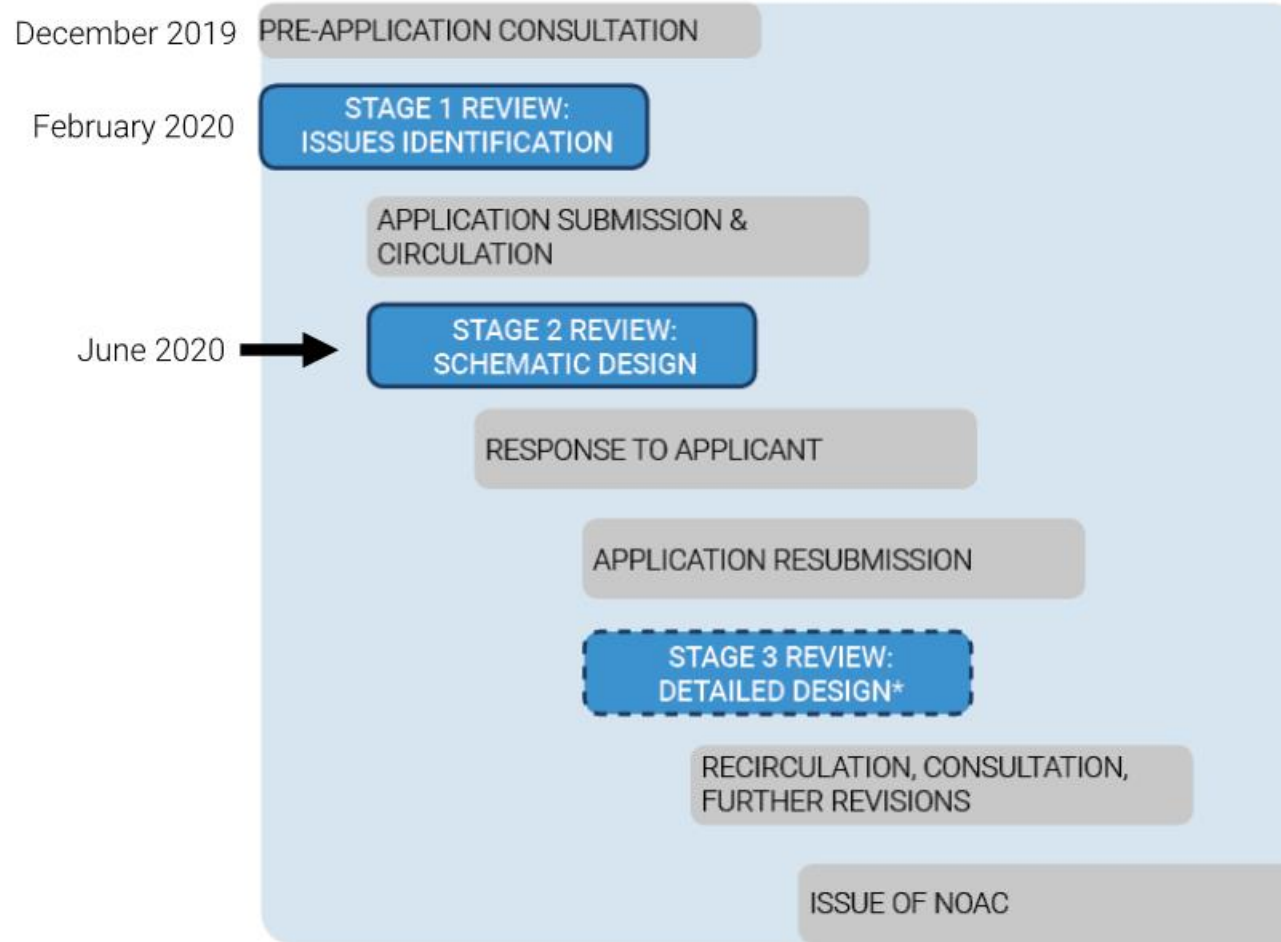 December 2019 PRE-APPLICATION CONSULTATION
February 2020
STAGE 1 REVIEW:
ISSUES IDENTIFICATION
APPLICATION SUBMISSION &
CIRCULATION
June 2020
STAGE 2 REVIEW:
SCHEMATIC DESIGN
RESPONSE TO APPLICANT
APPLICATION RESUBMISSION
STAGE 3 REVIEW:
DETAILED DESIGN*
RECIRCULATION, CONSULTATION,
FURTHER REVISIONS
ISSUE OF NOAC